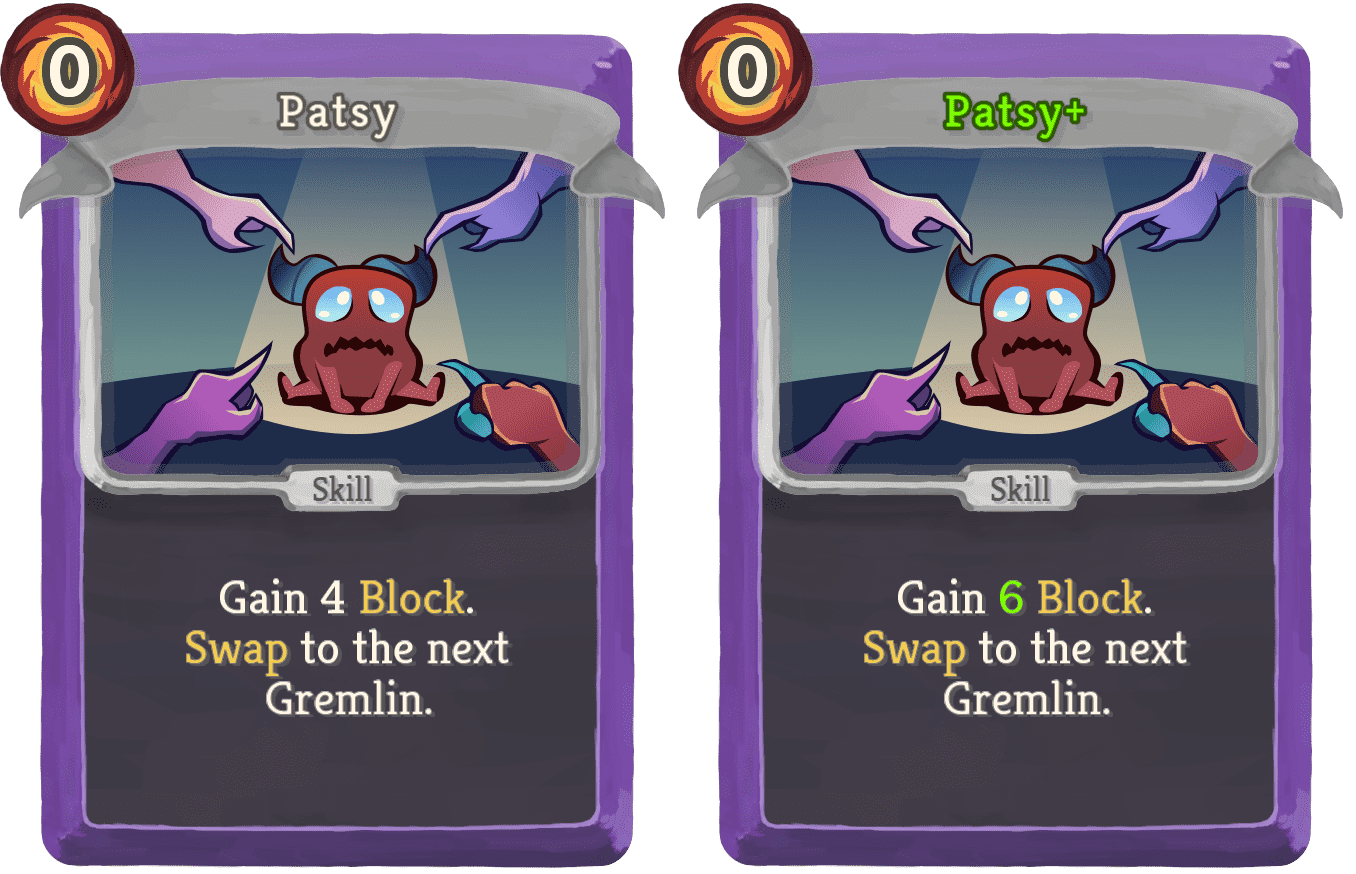 0
Patsy
Skill
Gain 4 Block.
Swap to the next
Gremlin.
0
Patsy+
Skill
Gain 6 Block.
Swap to the next
Gremlin.